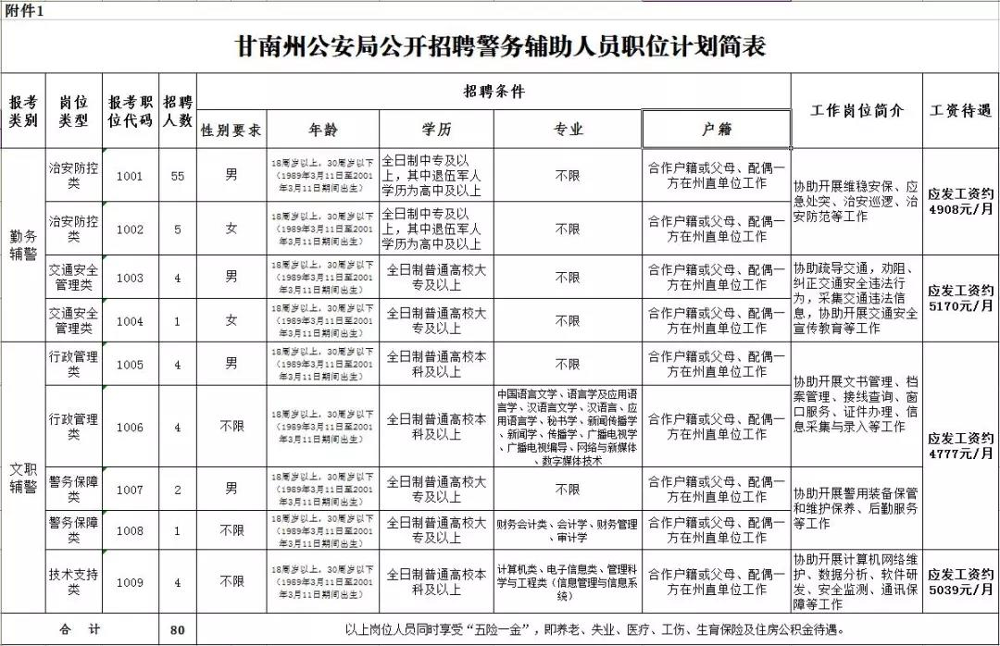 附件1
甘南州公安局公开招聘警务辅助人员职位计划简表
报考类别 岗位类型 报考职位代码 招聘人数 招聘条件 工作岗位简介 工资待遇
性别要求 年龄 学历 专业 户籍
勤务辅警
治安防控类 1001 55 男 18周岁以上，30周岁以下（1989年3月11日至2001年3月11日期间出生） 全日制中专及以上，其中退伍军人学历为高中及以上 不限 合作户籍或父母、配偶一方在州直单位工作 协助开展维稳安保、应急处突、治安巡逻、治安防范等工作 应发工资约4908元/月
治安防控类 1002 5 女 18周岁以上，30周岁以下（1989年3月11日至2001年3月11日期间出生） 全日制中专及以上，其中退伍军人学历为高中及以上 不限 合作户籍或父母、配偶一方在州直单位工作
交通安全管理类 1003 4 男 18周岁以上，30周岁以下（1989年3月11日至2001年3月11日期间出生） 全日制普通高校大专及以上 不限 合作户籍或父母、配偶一方在州直单位工作 协助疏导交通，劝阻、纠正交通安全违法行为，采集交通违法信息，协助开展交通安全宣传教育等工作 应发工资约5170元/月
交通安全管理类 1004 1 女 18周岁以上，30周岁以下（1989年3月11日至2001年3月11日期间出生） 全日制普通高校大专及以上 不限 合作户籍或父母、配偶一方在州直单位工作
文职辅警
行政管理类 1005 4 男 18周岁以上，30周岁以下（1989年3月11日至2001年3月11日期间出生） 全日制普通高校本科及以上 不限 合作户籍或父母、配偶一方在州直单位工作 协助开展文书管理、档案管理、接线查询、窗口服务、证件办理、信息采集与录入等工作 应发工资约4777元/月
行政管理类 1006 4 不限 18周岁以上，30周岁以下（1989年3月11日至2001年3月11日期间出生） 全日制普通高校本科及以上 中国语言文学、语言学及应用语言学、汉语言文学、汉语言、应用语言学、秘书学、新闻传播学、新闻学、传播学、广播电视学、广播电视编导、网络与新媒体、数字媒体技术 合作户籍或父母、配偶一方在州直单位工作
警务保障类 1007 2 男 18周岁以上，30周岁以下（1989年3月11日至2001年3月11日期间出生） 全日制普通高校大专及以上 不限 合作户籍或父母、配偶一方在州直单位工作 协助开展警用装备保管和维护保养、后勤服务等工作
警务保障类 1008 1 不限 18周岁以上，30周岁以下（1989年3月11日至2001年3月11日期间出生） 全日制普通高校大专及以上 财务会计类、会计学、财务管理、审计学 合作户籍或父母、配偶一方在州直单位工作
技术支持类 1009 4 不限 18周岁以上，30周岁以下（1989年3月11日至2001年3月11日期间出生） 全日制普通高校本科及以上 计算机类、电子信息类、管理科学与工程类（信息管理与信息系统） 合作户籍或父母、配偶一方在州直单位工作 协助开展计算机网络维护、数据分析、软件研发、安全监测、通讯保障等工作 应发工资约5039元/月
合 计 80 以上岗位人员同时享受“五险一金”，即养老、失业、医疗、工伤、生育保险及住房公积金待遇。